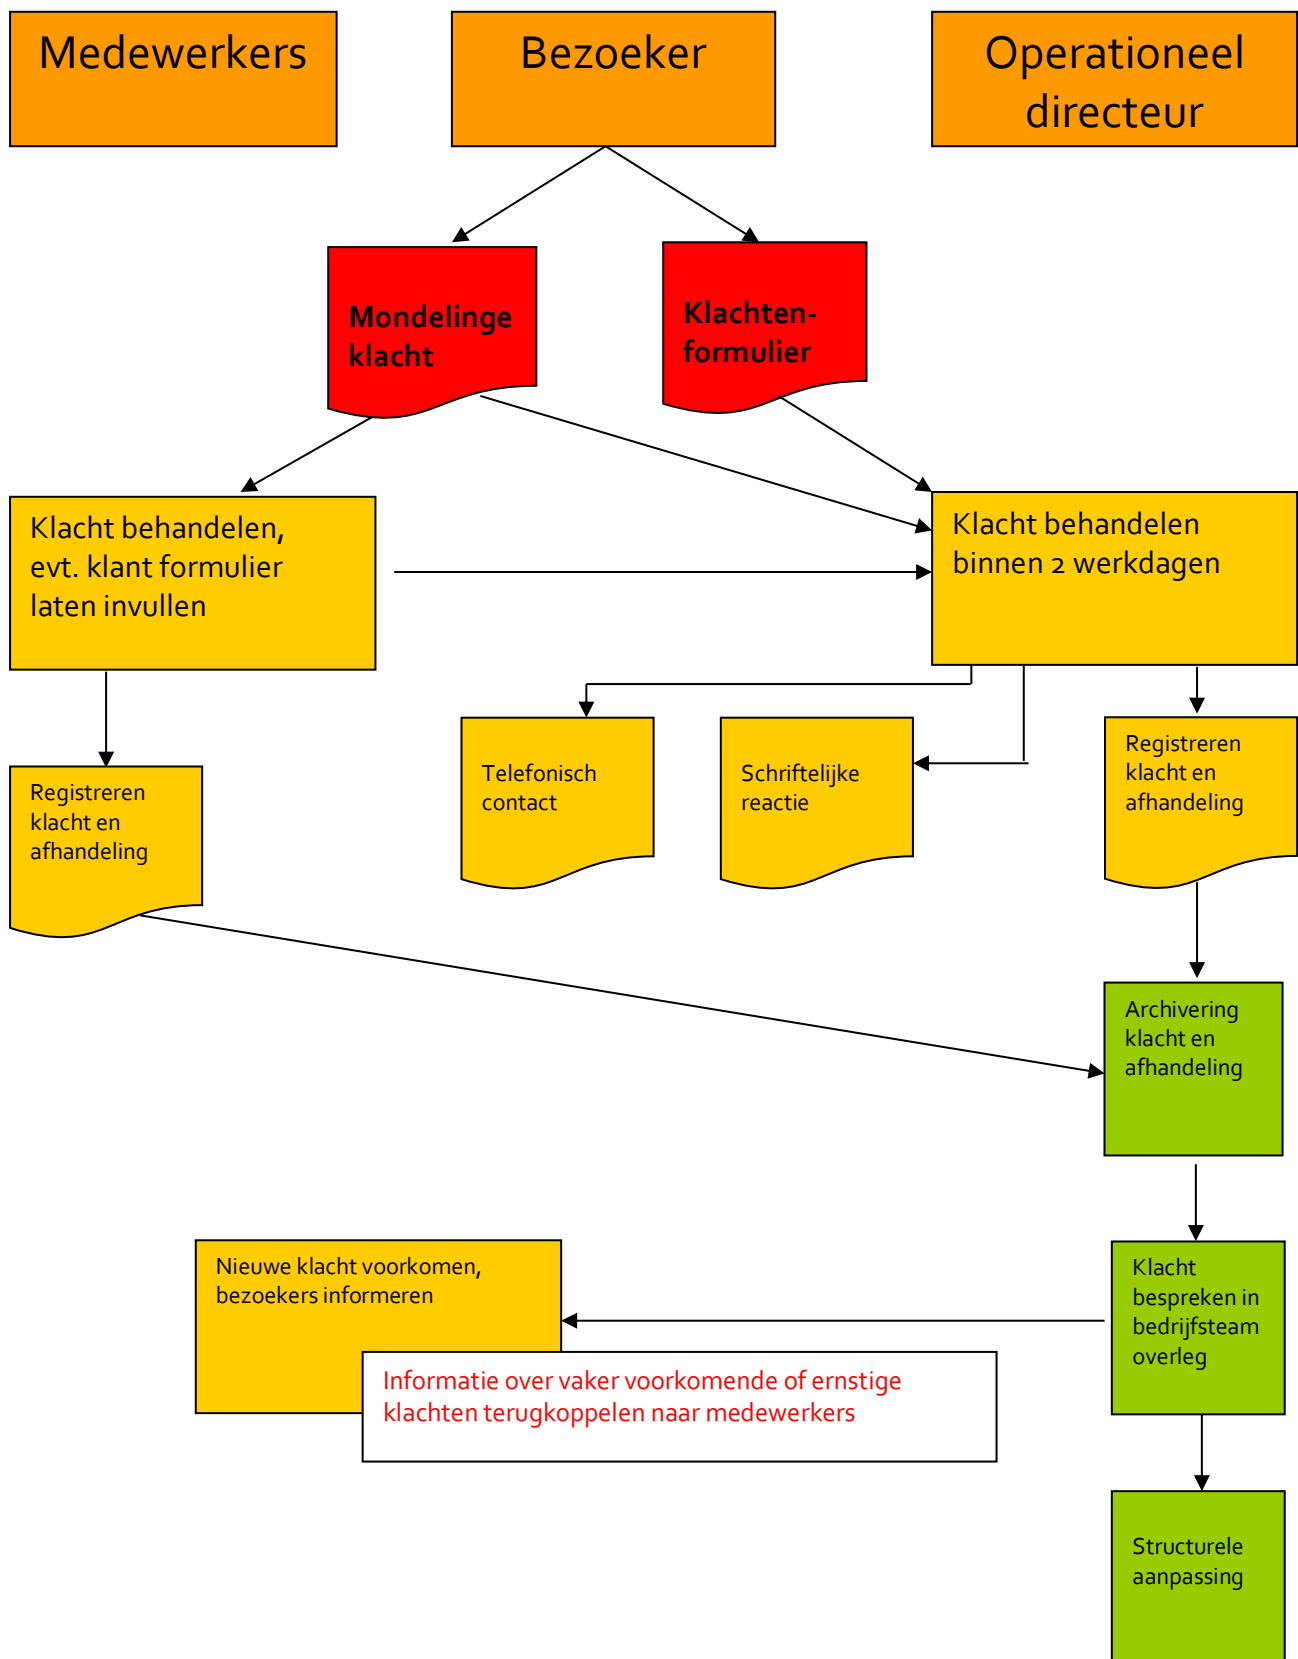 Medewerkers
Bezoeker
Operationeel
directeur
Mondelinge
klacht
Klachten-
formulier
Klacht behandelen,
evt. klant formulier
laten invullen
Klacht behandelen
binnen 2 werkdagen
Registreren
klacht en
afhandeling
Telefonisch
contact
Schriftelijke
reactie
Registreren
klacht en
afhandeling
Archivering
klacht en
afhandeling
Nieuwe klacht voorkomen,
bezoekers informeren
Klacht
bespreken in
bedrijfsteam
overleg
Informatie over vaker voorkomende of ernstige
klachten terugkoppelen naar medewerkers
Structurele
aanpassing